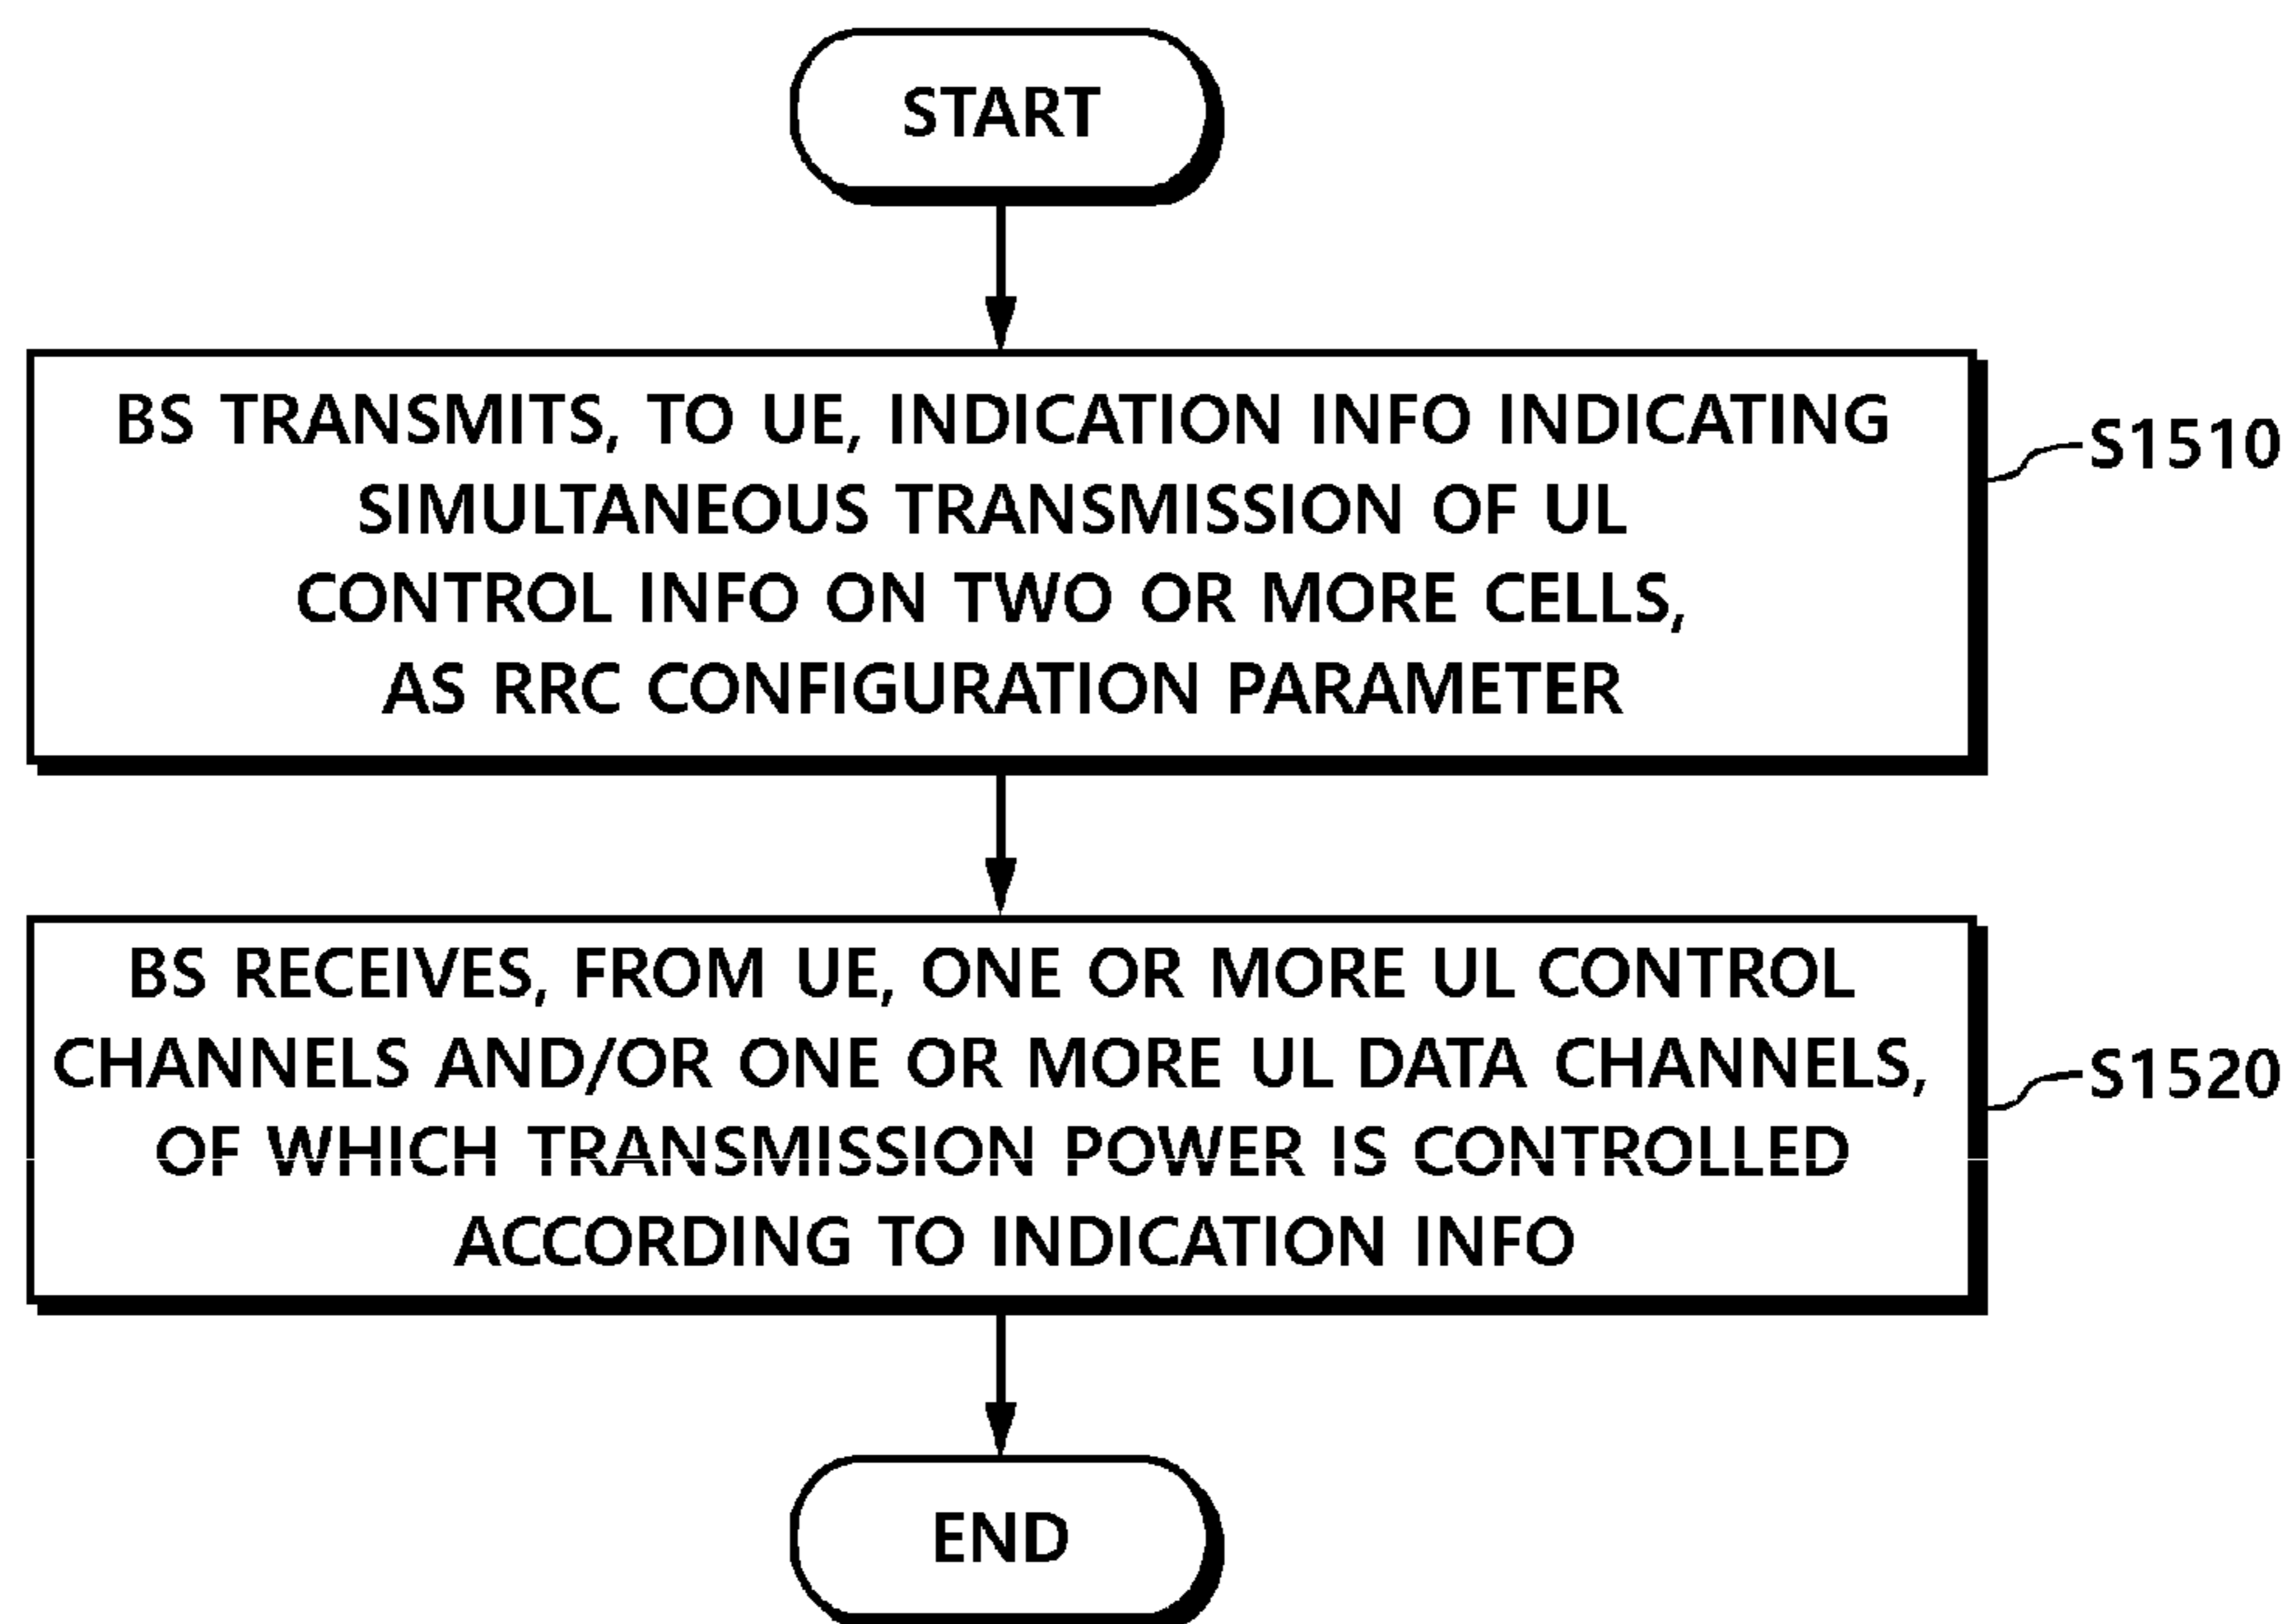 START
BS TRANSMITS, TO UE, INDICATION INFO INDICATING
SIMULTANEOUS TRANSMISSION OF UL
CONTROL INFO ON TWO OR MORE CELLS,
AS RRC CONFIGURATION PARAMETER
S1510
BS RECEIVES, FROM UE, ONE OR MORE UL CONTROL
CHANNELS AND/OR ONE OR MORE UL DATA CHANNELS,
OF WHICH TRANSMISSION POWER IS CONTROLLED
ACCORDING TO INDICATION INFO
S1520
END